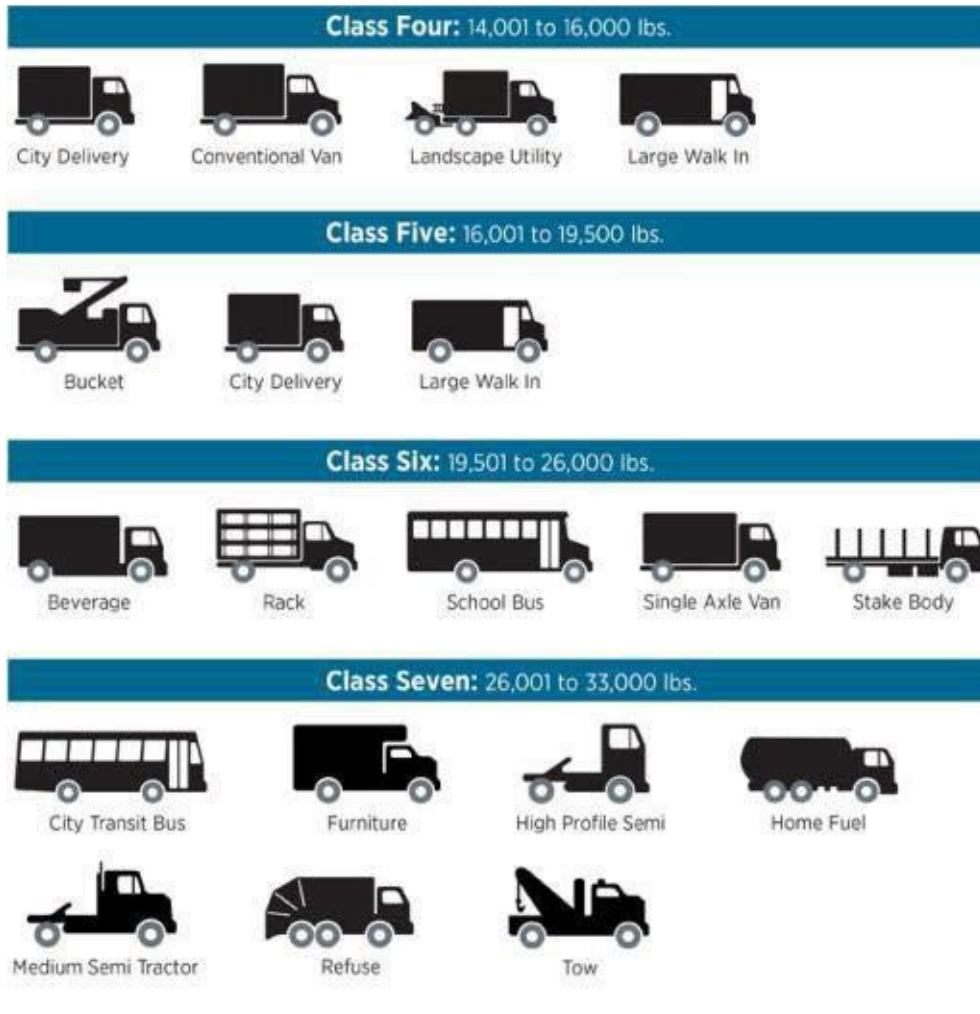 Class Four: 14,001 to 16,000 lbs.
City Delivery
Conventional Van
Landscape Utility
Large Walk In
Class Five: 16,001 to 19,500 lbs.
Bucket
City Delivery
Large Walk In
Class Six: 19,501 to 26,000 lbs.
Beverage
Rack
School Bus
Single Axle Van
Stake Body
Class Seven: 26,001 to 33,000 lbs.
City Transit Bus
Furniture
High Profile Semi
Home Fuel
Medium Semi Tractor
Refuse
Tow